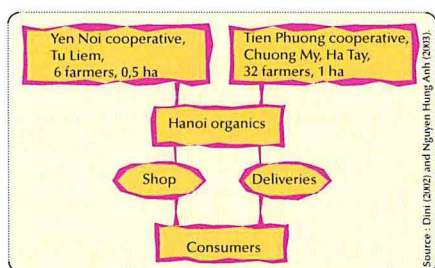 Yen Noi cooperative,
Tu Liem,
6 farmers, 0,5 ha
Tien Phuong cooperative,
Chuong My, Ha Tay,
32 farmers, 1 ha
Hanoi organics
Shop
Deliveries
Consumers
Source : Dini (2002) and Nguyen Hung Anh (2003).